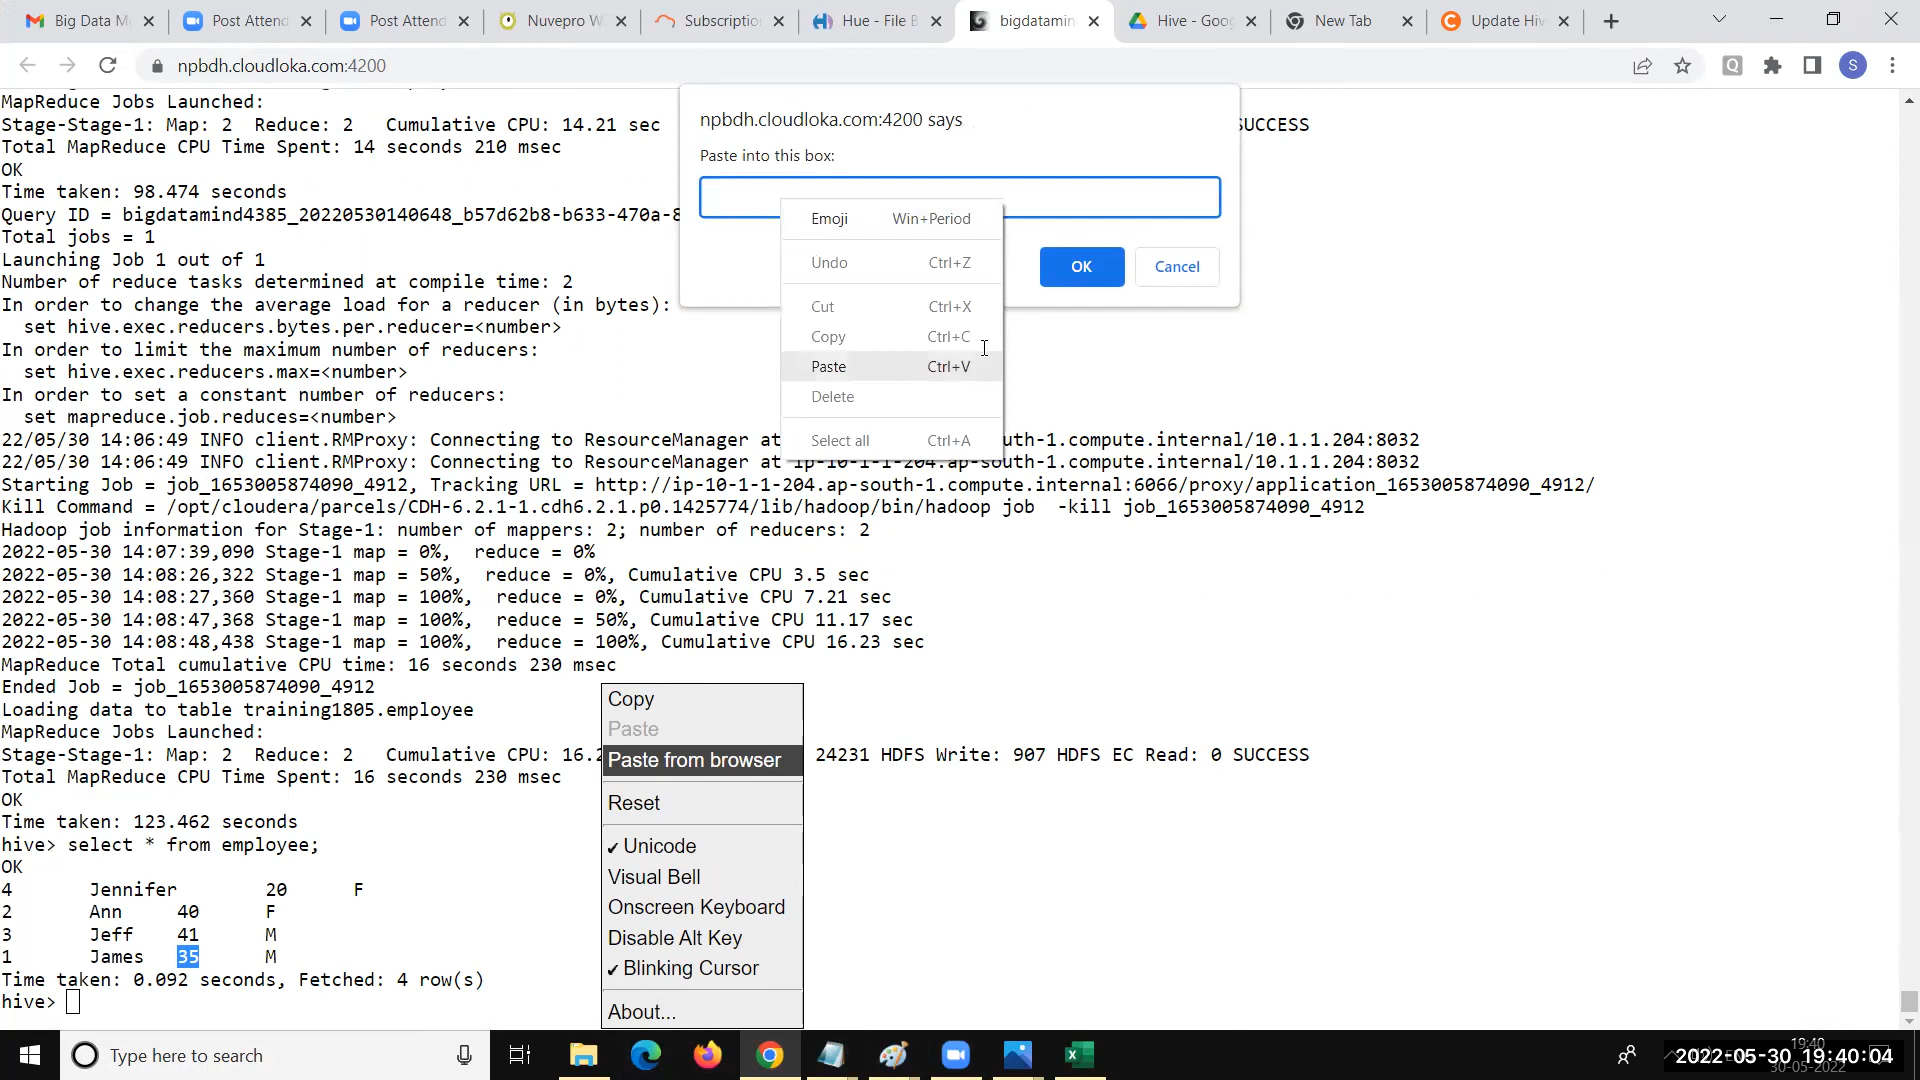 Big Data M
Post Attend
Post Attend
Nuvepro W
Subscriptio
Hue - File B
bigdatamin
Hive - Goog
New Tab
Update Hiv
npbdh.cloudloka.com:4200
S
MapReduce Jobs Launched:
Stage-Stage-1: Map: 2  Reduce: 2   Cumulative CPU: 14.21 sec
SUCCESS
Total MapReduce CPU Time Spent: 14 seconds 210 msec
OK
Time taken: 98.474 seconds
Query ID = bigdatamind4385_20220530140648_b57d62b8-b633-470a-8
Total jobs = 1
Launching Job 1 out of 1
Number of reduce tasks determined at compile time: 2
In order to change the average load for a reducer (in bytes):
  set hive.exec.reducers.bytes.per.reducer=<number>
In order to limit the maximum number of reducers:
  set hive.exec.reducers.max=<number>
In order to set a constant number of reducers:
  set mapreduce.job.reduces=<number>
22/05/30 14:06:49 INFO client.RMProxy: Connecting to ResourceManager at
uth-1.compute.internal/10.1.1.204:8032
22/05/30 14:06:49 INFO client.RMProxy: Connecting to ResourceManager at ip-10-1-1-204.ap-south-1.compute.internal/10.1.1.204:8032
Starting Job = job_1653005874090_4912, Tracking URL = http://ip-10-1-1-204.ap-south-1.compute.internal:6066/proxy/application_1653005874090_4912/
Kill Command = /opt/cloudera/parcels/CDH-6.2.1-1.cdh6.2.1.p0.1425774/lib/hadoop/bin/hadoop job  -kill job_1653005874090_4912
Hadoop job information for Stage-1: number of mappers: 2; number of reducers: 2
2022-05-30 14:07:39,090 Stage-1 map = 0%,  reduce = 0%
2022-05-30 14:08:26,322 Stage-1 map = 50%,  reduce = 0%, Cumulative CPU 3.5 sec
2022-05-30 14:08:27,360 Stage-1 map = 100%,  reduce = 0%, Cumulative CPU 7.21 sec
2022-05-30 14:08:47,368 Stage-1 map = 100%,  reduce = 50%, Cumulative CPU 11.17 sec
2022-05-30 14:08:48,438 Stage-1 map = 100%,  reduce = 100%, Cumulative CPU 16.23 sec
MapReduce Total cumulative CPU time: 16 seconds 230 msec
Ended Job = job_1653005874090_4912
Loading data to table training1805.employee
MapReduce Jobs Launched:
Stage-Stage-1: Map: 2  Reduce: 2   Cumulative CPU: 16.2
24231 HDFS Write: 907 HDFS EC Read: 0 SUCCESS
Total MapReduce CPU Time Spent: 16 seconds 230 msec
OK
Time taken: 123.462 seconds
hive> select * from employee;
OK
4 Jennifer 20 F
2 Ann 40 F
3 Jeff 41 M
1 James 35 M
Time taken: 0.092 seconds, Fetched: 4 row(s)
hive>
npbdh.cloudloka.com:4200 says
Paste into this box:
OK
Cancel
Emoji Win+Period
Undo Ctrl+Z
Cut Ctrl+X
Copy Ctrl+C
Paste Ctrl+V
Delete
Select all Ctrl+A
Copy
Paste
Paste from browser
Reset
✔ Unicode
Visual Bell
Onscreen Keyboard
Disable Alt Key
✔ Blinking Cursor
About...
Type here to search
19:40
2022-05-30 19:40:04
30-05-2022